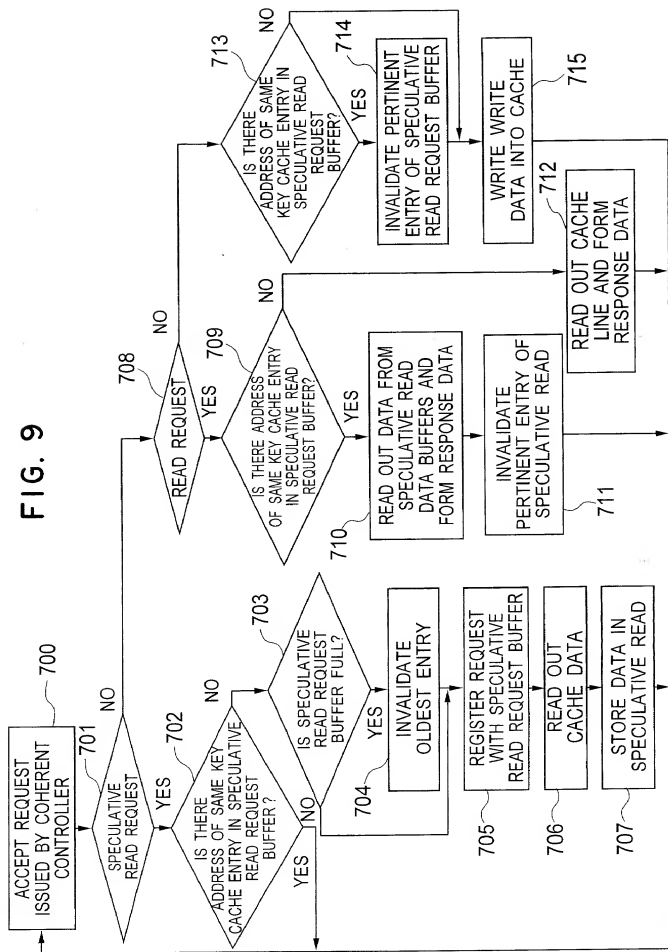 FIG. 9
700
ACCEPT REQUEST
ISSUED BY COHERENT
CONTROLLER
701
SPECULATIVE
READ REQUEST
NO
YES
702
IS THERE
ADDRESS OF SAME KEY
CACHE ENTRY IN SPECULATIVE
READ REQUEST
BUFFER?
NO
YES
703
IS SPECULATIVE
READ REQUEST
BUFFER FULL?
NO
YES
704
INVALIDATE
OLDEST ENTRY
REGISTER REQUEST
WITH SPECULATIVE
READ REQUEST BUFFER
705
READ OUT
CACHE DATA
706
STORE DATA IN
SPECULATIVE READ
707
708
READ REQUEST
NO
YES
709
IS THERE ADDRESS
OF SAME KEY CACHE ENTRY
IN SPECULATIVE READ
REQUEST BUFFER?
NO
YES
READ OUT DATA FROM
SPECULATIVE READ
DATA BUFFERS AND
FORM RESPONSE DATA
710
INVALIDATE
PERTINENT ENTRY OF
SPECULATIVE READ
711
712
READ OUT CACHE
LINE AND FORM
RESPONSE DATA
713
IS THERE
ADDRESS OF SAME
KEY CACHE ENTRY IN
SPECULATIVE READ
REQUEST
BUFFER?
NO
YES
714
INVALIDATE PERTINENT
ENTRY OF SPECULATIVE
READ REQUEST BUFFER
WRITE WRITE
DATA INTO CACHE
715